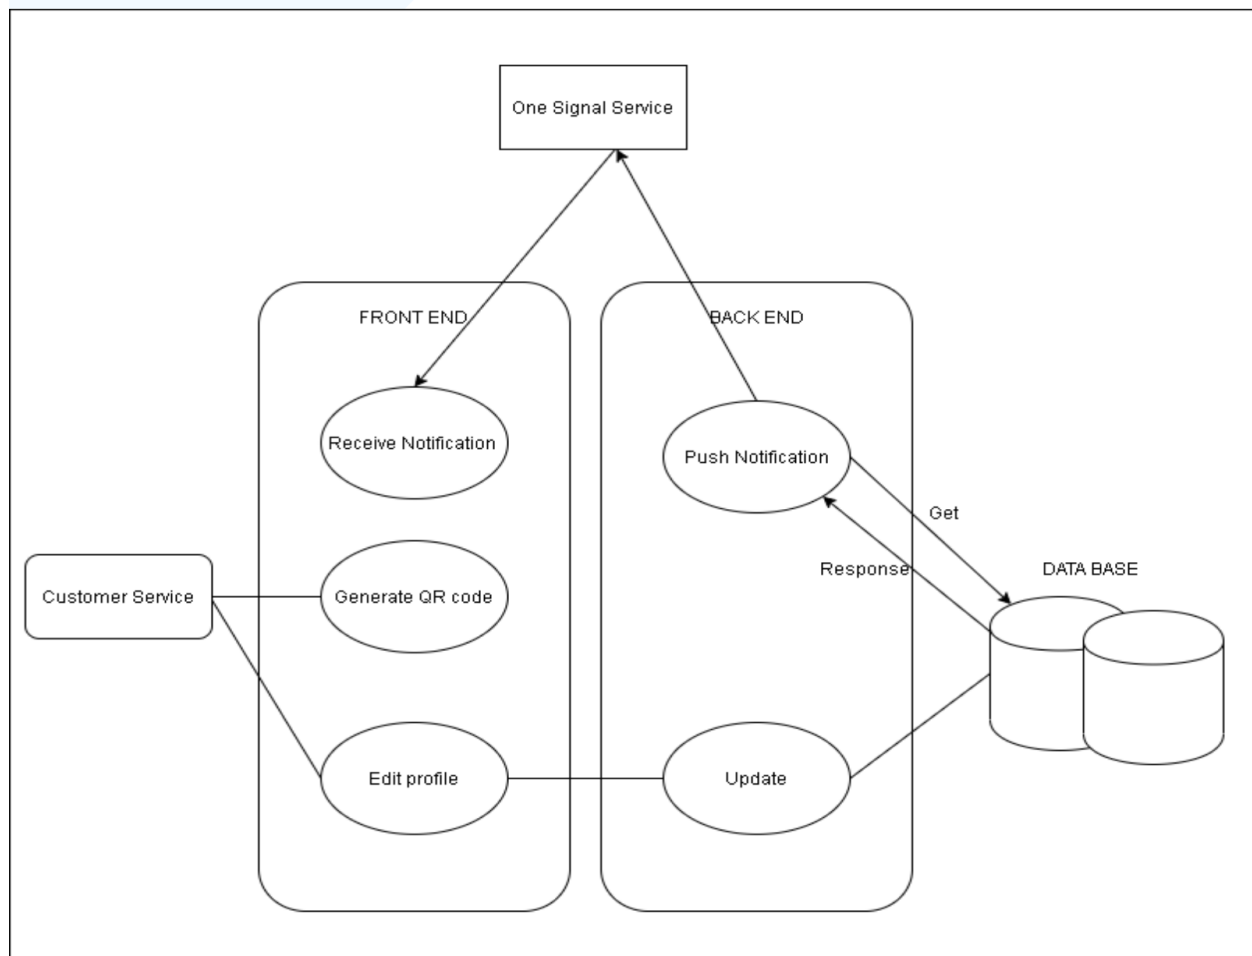 One Signal Service
FRONT END
BACK END
Receive Notification
Push Notification
Get
Response
DATA BASE
Customer Service
Generate QR code
Edit profile
Update